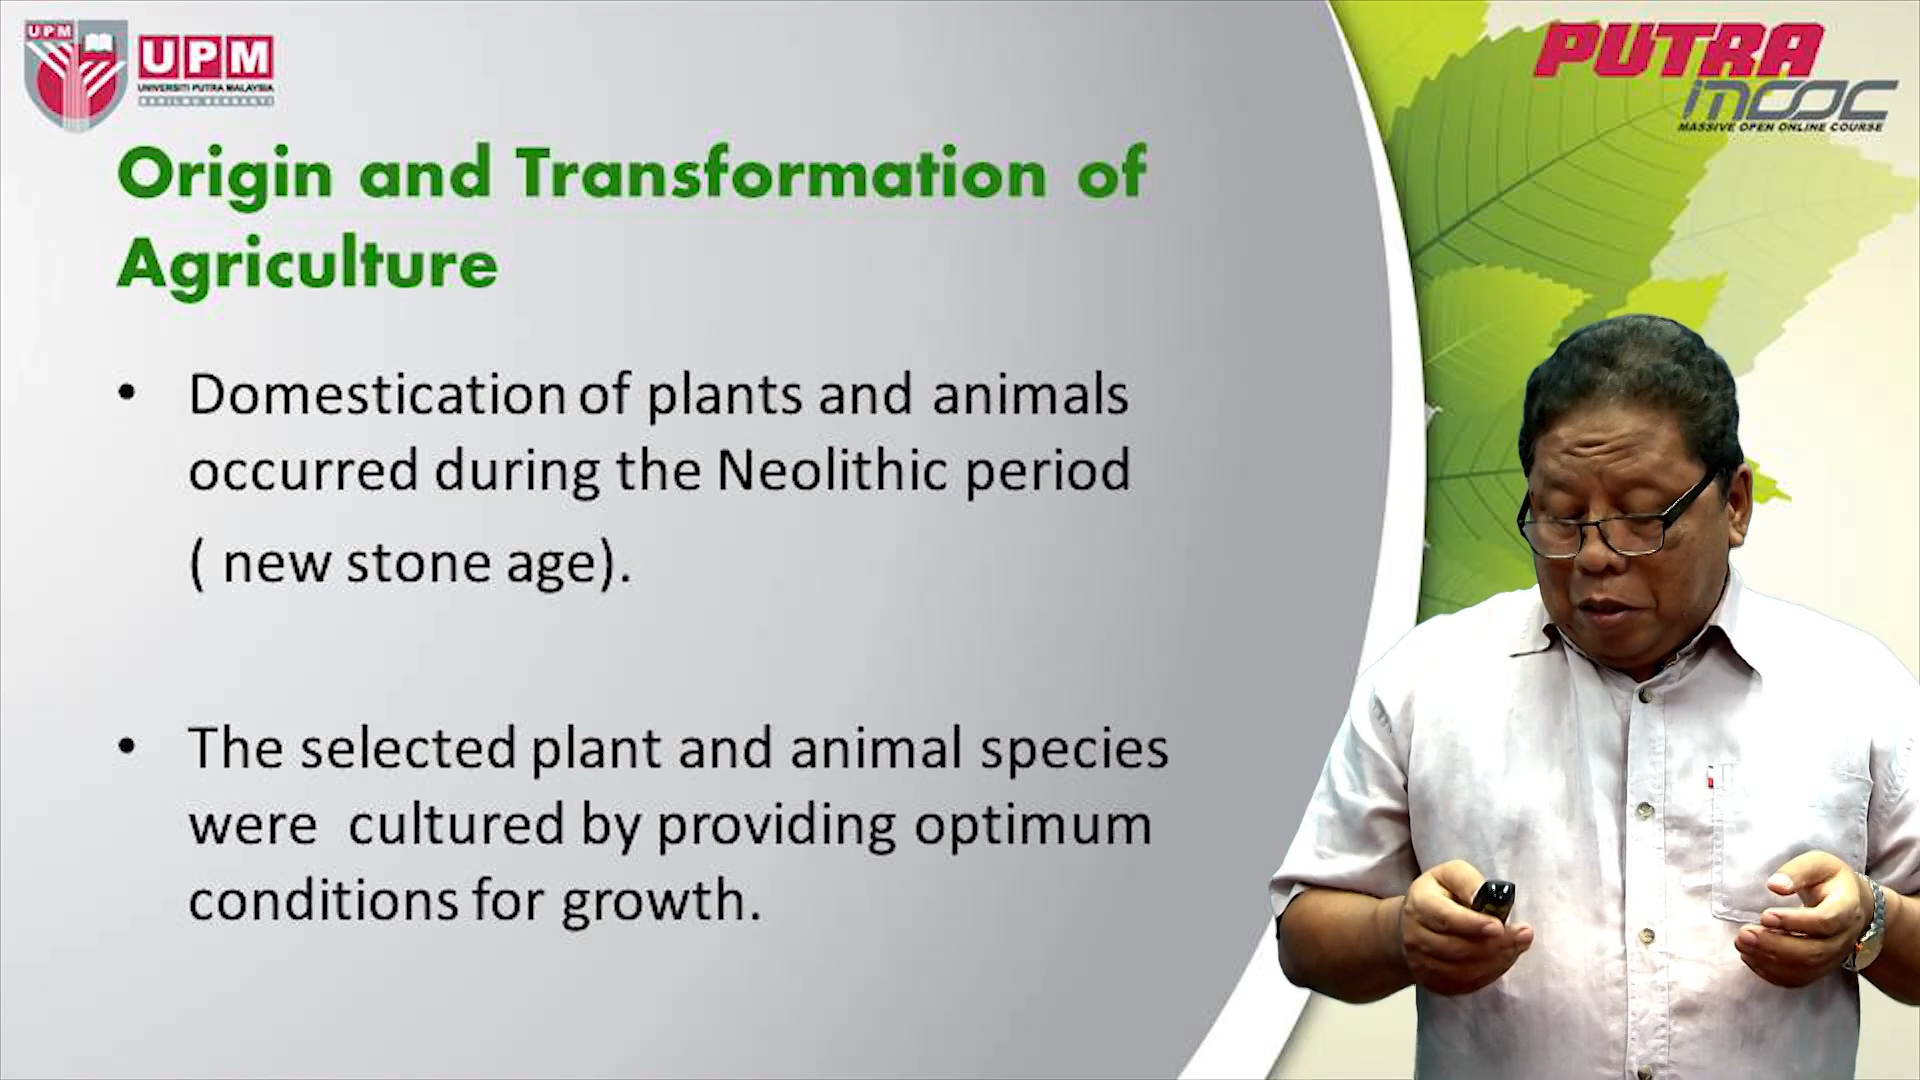 UPM
UPM
UNIVERSITI PUTRA MALAYSIA
BERILMU BERBAKTI
PUTRA
MOOC
MASSIVE OPEN ONLINE COURSE
Origin and Transformation of
Agriculture
• Domestication of plants and animals
occurred during the Neolithic period
( new stone age).
• The selected plant and animal species
were cultured by providing optimum
conditions for growth.